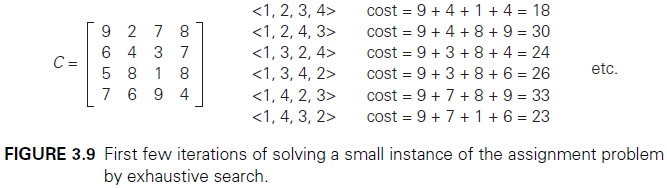 <1, 2, 3, 4> cost = 9 + 4 + 1 + 4 = 18
9 2 7 8 <1, 2, 4, 3> cost = 9 + 4 + 8 + 9 = 30
6 4 3 7 <1, 3, 2, 4> cost = 9 + 3 + 8 + 4 = 24
C = 5 8 1 8 <1, 3, 4, 2> cost = 9 + 3 + 8 + 6 = 26 etc.
7 6 9 4 <1, 4, 2, 3> cost = 9 + 7 + 8 + 9 = 33
<1, 4, 3, 2> cost = 9 + 7 + 1 + 6 = 23
FIGURE 3.9 First few iterations of solving a small instance of the assignment problem
by exhaustive search.